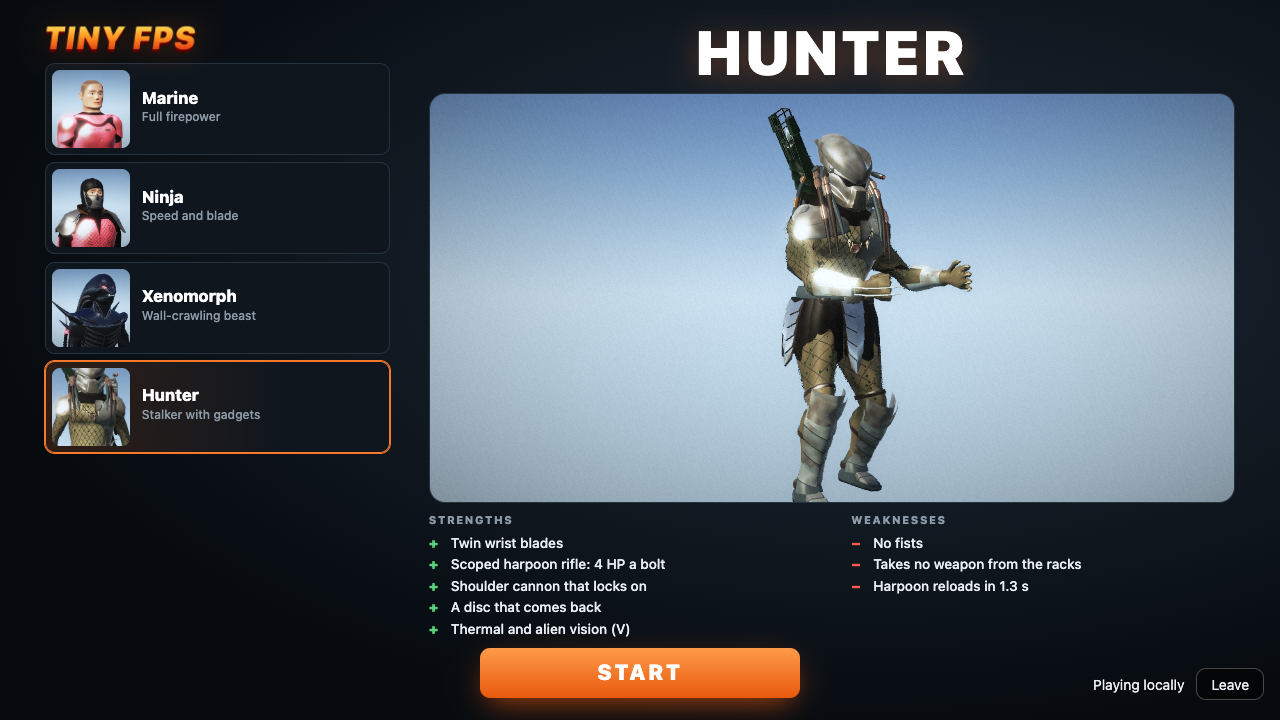 TINY FPS
Marine
Full firepower
Ninja
Speed and blade
Xenomorph
Wall-crawling beast
Hunter
Stalker with gadgets
HUNTER
STRENGTHS
+ Twin wrist blades
+ Scoped harpoon rifle: 4 HP a bolt
+ Shoulder cannon that locks on
+ A disc that comes back
+ Thermal and alien vision (V)
WEAKNESSES
– No fists
– Takes no weapon from the racks
– Harpoon reloads in 1.3 s
START
Playing locally
Leave